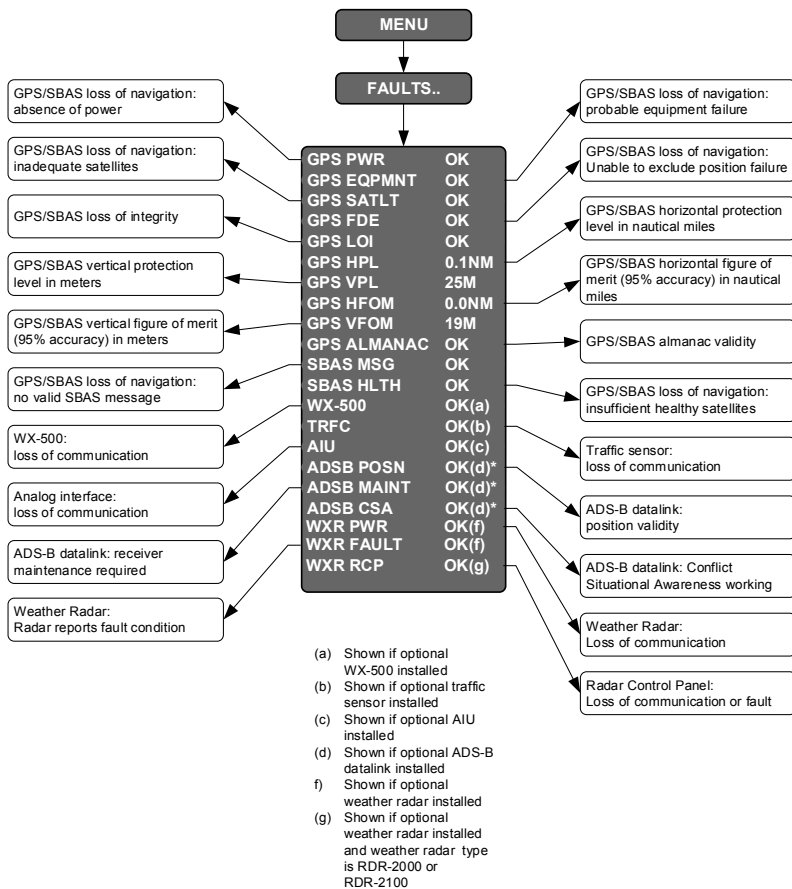 MENU
FAULTS..
GPS/SBAS loss of navigation:
absence of power
GPS/SBAS loss of navigation:
inadequate satellites
GPS/SBAS loss of integrity
GPS/SBAS vertical protection
level in meters
GPS/SBAS vertical figure of merit
(95% accuracy) in meters
GPS/SBAS loss of navigation:
no valid SBAS message
WX-500:
loss of communication
Analog interface:
loss of communication
ADS-B datalink: receiver
maintenance required
Weather Radar:
Radar reports fault condition
GPS PWR OK
GPS EQPMNT OK
GPS SATLT OK
GPS FDE OK
GPS LOI OK
GPS HPL 0.1NM
GPS VPL 25M
GPS HFOM 0.0NM
GPS VFOM 19M
GPS ALMANAC OK
SBAS MSG OK
SBAS HLTH OK
WX-500 OK(a)
TRFC OK(b)
AIU OK(c)
ADSB POSN OK(d)*
ADSB MAINT OK(d)*
ADSB CSA OK(d)*
WXR PWR OK(f)
WXR FAULT OK(f)
WXR RCP OK(g)
GPS/SBAS loss of navigation:
probable equipment failure
GPS/SBAS loss of navigation:
Unable to exclude position failure
GPS/SBAS horizontal protection
level in nautical miles
GPS/SBAS horizontal figure of
merit (95% accuracy) in nautical
miles
GPS/SBAS almanac validity
GPS/SBAS loss of navigation:
insufficient healthy satellites
Traffic sensor:
loss of communication
ADS-B datalink:
position validity
ADS-B datalink: Conflict
Situational Awareness working
Weather Radar:
Loss of communication
Radar Control Panel:
Loss of communication or fault
(a) Shown if optional
WX-500 installed
(b) Shown if optional traffic
sensor installed
(c) Shown if optional AIU
installed
(d) Shown if optional ADS-B
datalink installed
f) Shown if optional
weather radar installed
(g) Shown if optional
weather radar installed
and weather radar type
is RDR-2000 or
RDR-2100